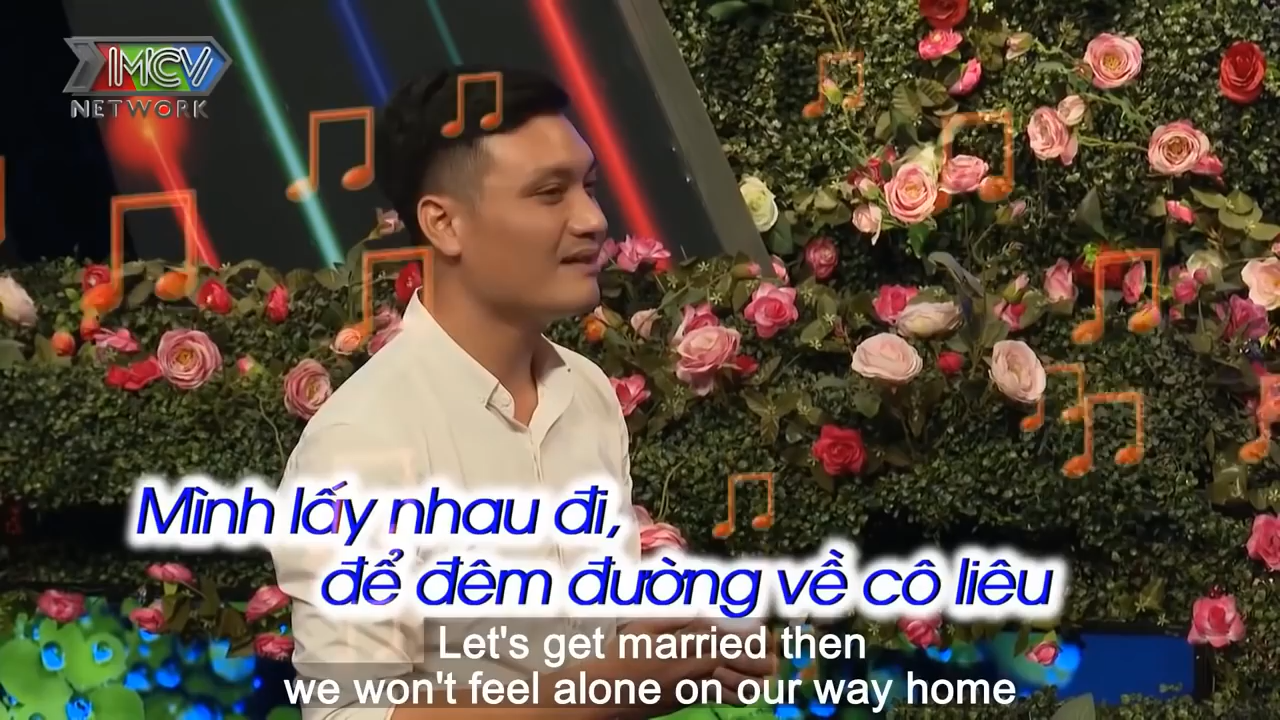 MCV
NETWORK
Mình lấy nhau đi,
để đêm đường về cô liêu
Let's get married then
we won't feel alone on our way home